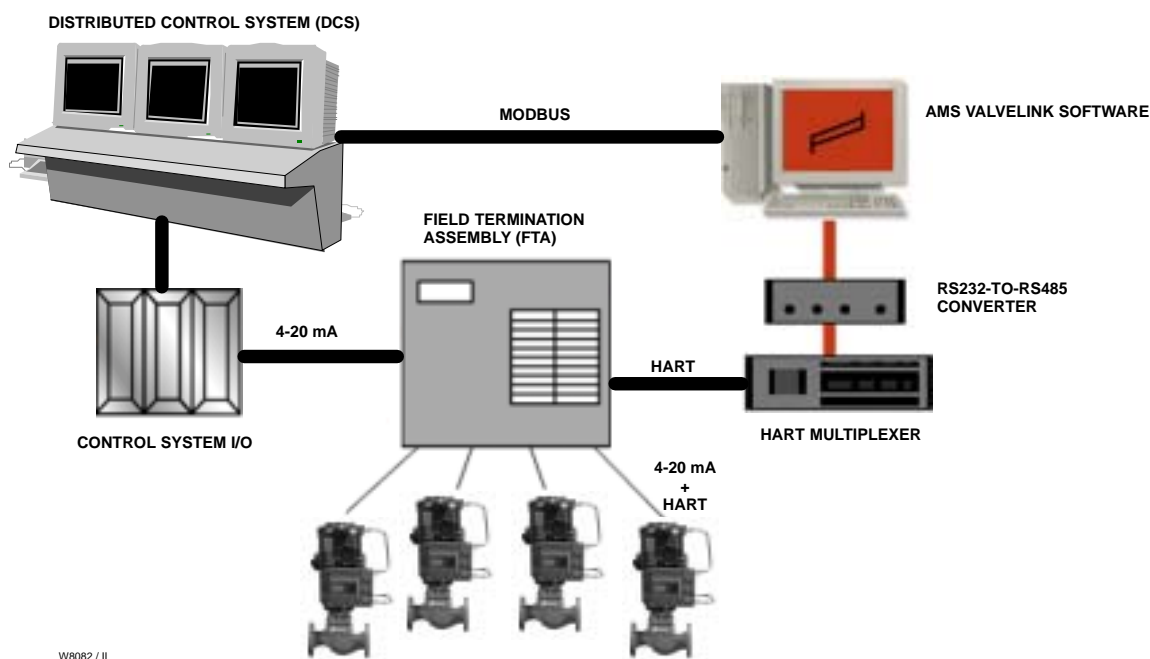 DISTRIBUTED CONTROL SYSTEM (DCS)
MODBUS
AMS VALVELINK SOFTWARE
FIELD TERMINATION
ASSEMBLY (FTA)
RS232-TO-RS485
CONVERTER
4-20 mA
HART
CONTROL SYSTEM I/O
HART MULTIPLEXER
4-20 mA
+
HART
W8082 / IL